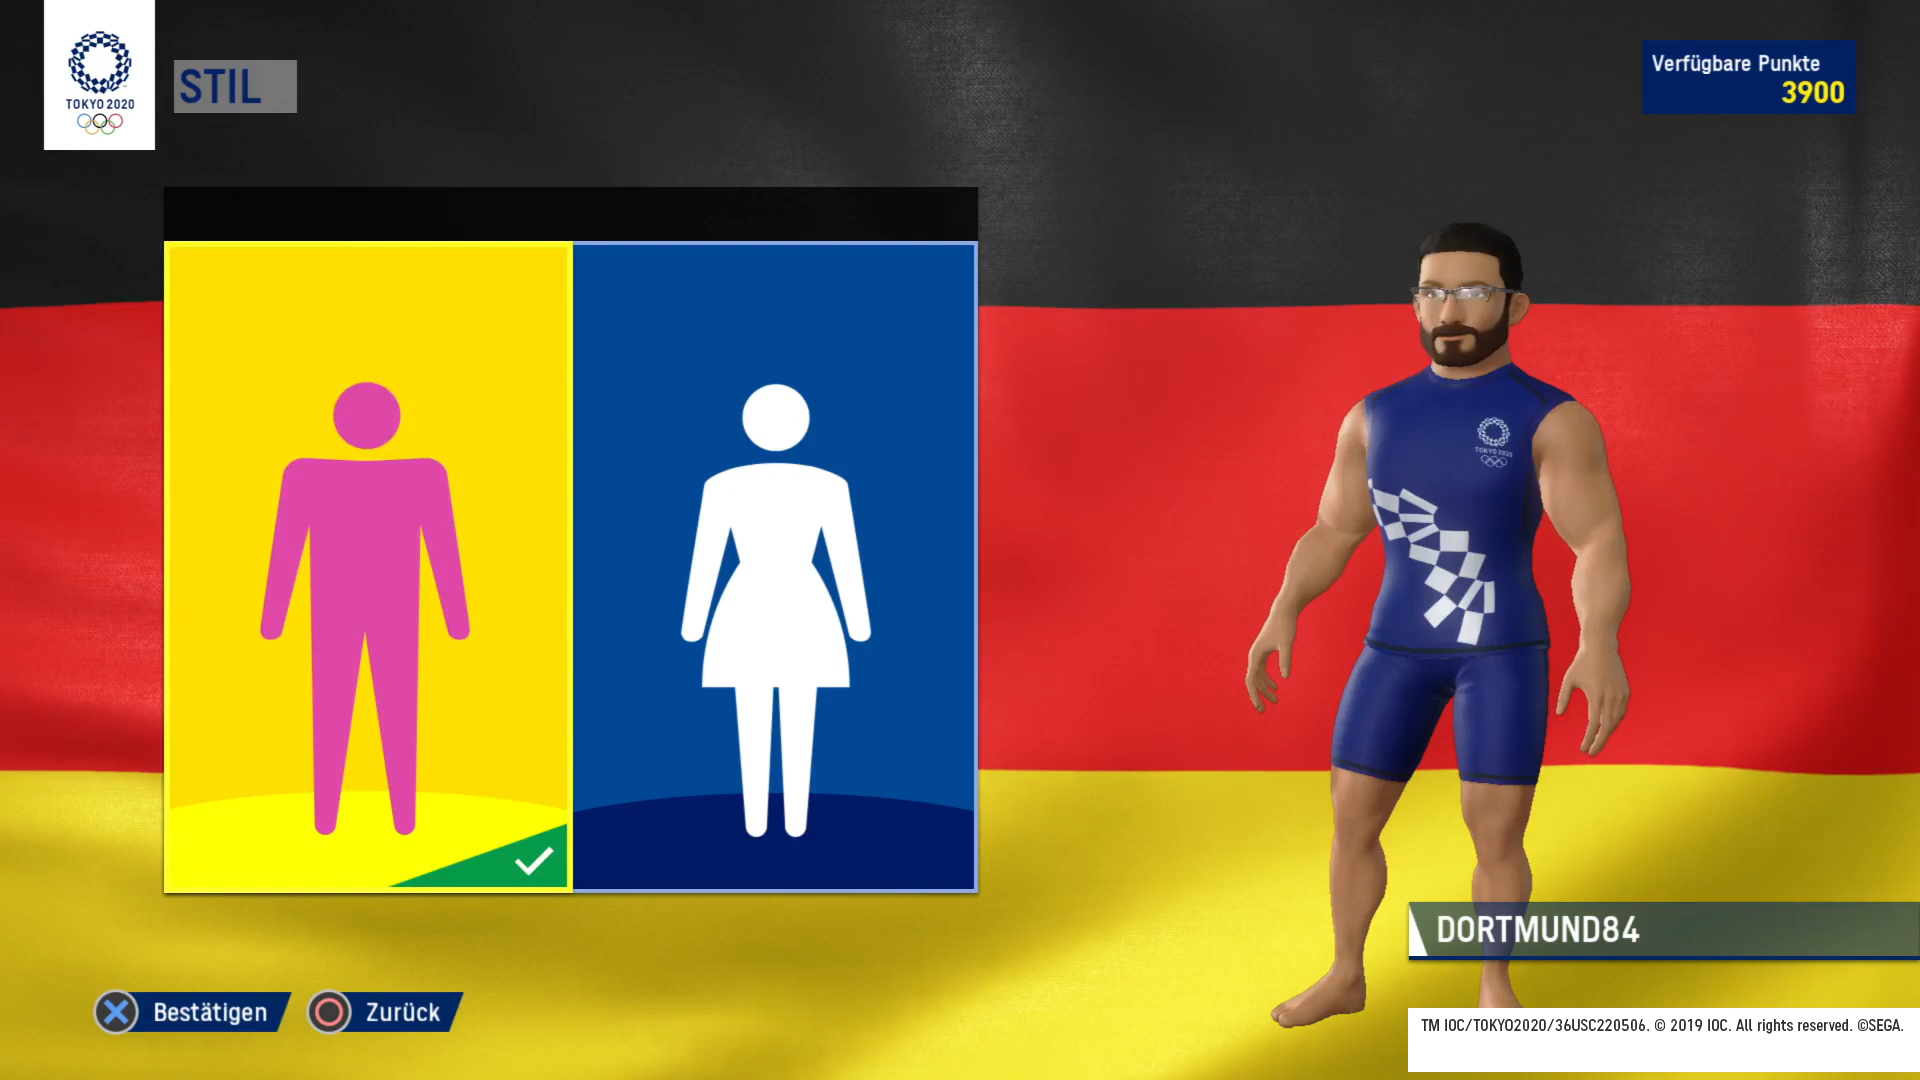 TOKYO 2020
STIL
Verfügbare Punkte
3900
TOKYO 2020
DORTMUND84
Bestätigen
Zurück
TM IOC/TOKYO2020/36USC220506. © 2019 IOC. All rights reserved. ©SEGA.